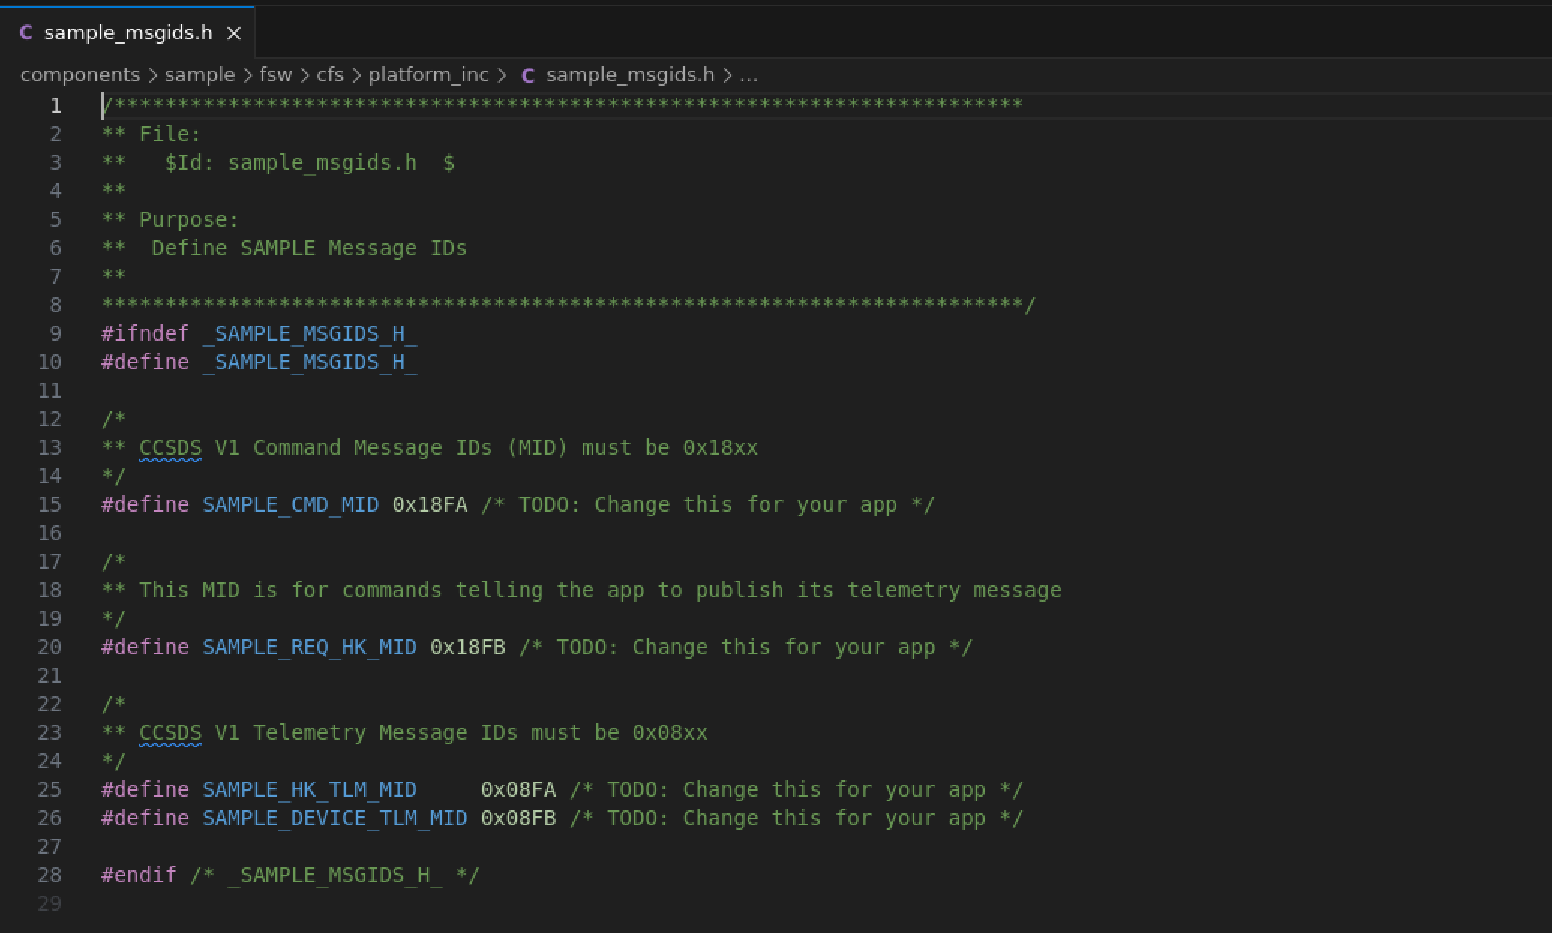 C sample_msgids.h ×
components > sample > fsw > cfs > platform_inc > C sample_msgids.h > ...
1 /************************************************************************
2 ** File:
3 **   $Id: sample_msgids.h  $
4 **
5 ** Purpose:
6 **  Define SAMPLE Message IDs
7 **
8 *************************************************************************/
9 #ifndef _SAMPLE_MSGIDS_H_
10 #define _SAMPLE_MSGIDS_H_
11
12 /*
13 ** CCSDS V1 Command Message IDs (MID) must be 0x18xx
14 */
15 #define SAMPLE_CMD_MID 0x18FA /* TODO: Change this for your app */
16
17 /*
18 ** This MID is for commands telling the app to publish its telemetry message
19 */
20 #define SAMPLE_REQ_HK_MID 0x18FB /* TODO: Change this for your app */
21
22 /*
23 ** CCSDS V1 Telemetry Message IDs must be 0x08xx
24 */
25 #define SAMPLE_HK_TLM_MID     0x08FA /* TODO: Change this for your app */
26 #define SAMPLE_DEVICE_TLM_MID 0x08FB /* TODO: Change this for your app */
27
28 #endif /* _SAMPLE_MSGIDS_H_ */
29